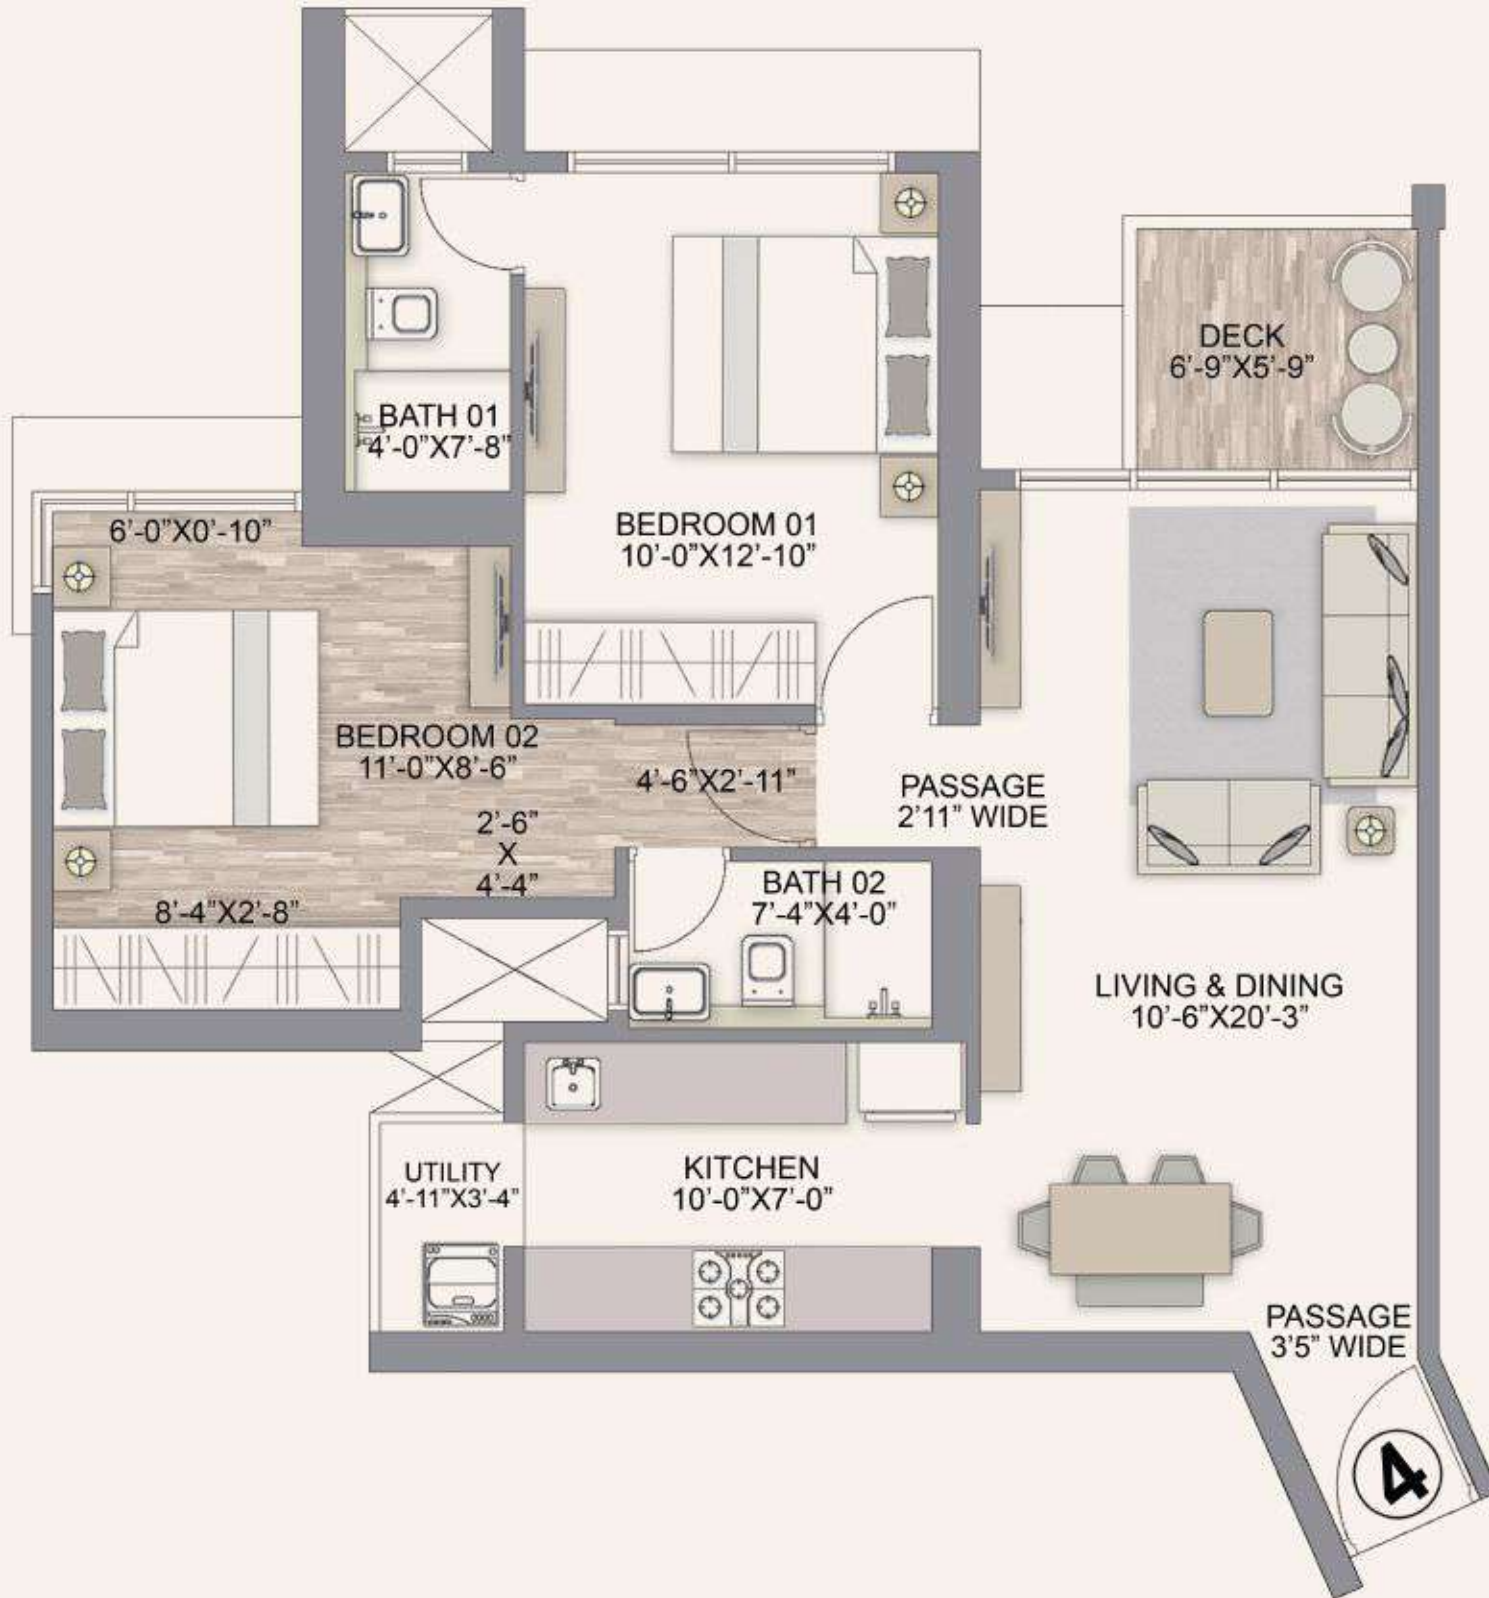 DECK
6'-9"X5'-9"
BATH 01
4'-0"X7'-8"
BEDROOM 01
10'-0"X12'-10"
6'-0"X0'-10"
BEDROOM 02
11'-0"X8'-6"
4'-6"X2'-11"
PASSAGE
2'11" WIDE
2'-6"
X
4'-4"
BATH 02
7'-4"X4'-0"
8'-4"X2'-8"
LIVING & DINING
10'-6"X20'-3"
UTILITY
4'-11"X3'-4"
KITCHEN
10'-0"X7'-0"
PASSAGE
3'5" WIDE
4